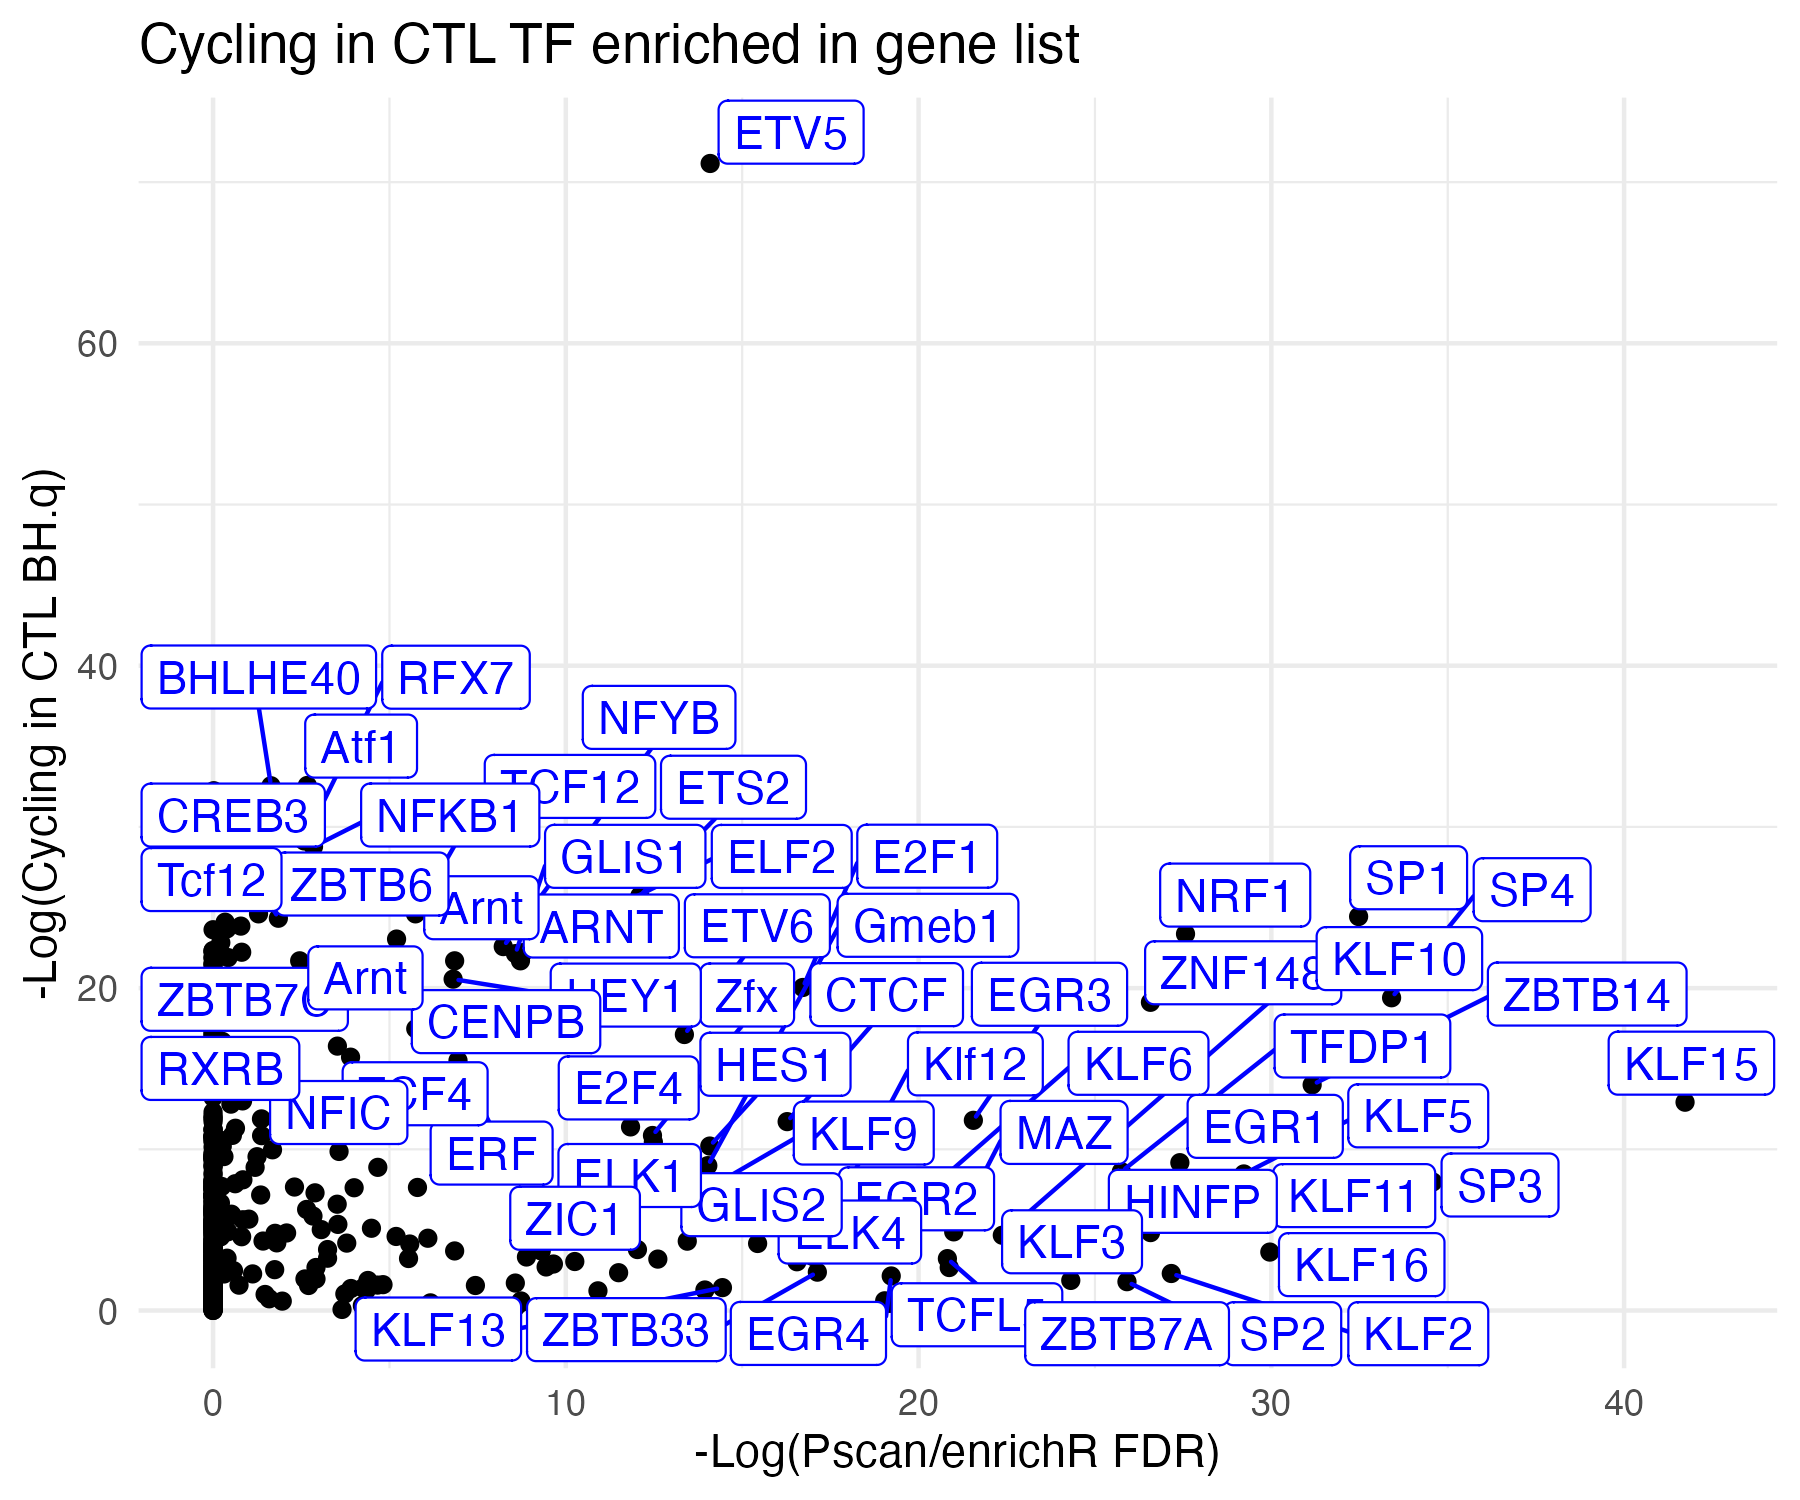 Cycling in CTL TF enriched in gene list
ETV5
60
40
20
0
-Log(Cycling in CTL BH.q)
BHLHE40
RFX7
NFYB
Atf1
TCF12
ETS2
CREB3
NFKB1
GLIS1
ELF2
E2F1
Tcf12
ZBTB6
Arnt
ARNT
ETV6
Gmeb1
NRF1
SP1
SP4
ZNF148
KLF10
ZBTB14
Arnt
HEY1
Zfx
CTCF
EGR3
CENPB
TFDP1
KLF15
RXRB
TCF4
NFIC
E2F4
HES1
Klf12
KLF6
KLF9
MAZ
EGR1
KLF5
ERF
ELK1
GLIS2
EGR2
HINFP
KLF11
SP3
ZIC1
ELK4
KLF3
KLF16
KLF13
ZBTB33
EGR4
ZBTB7A
SP2
KLF2
0
10
20
30
40
-Log(Pscan/enrichR FDR)